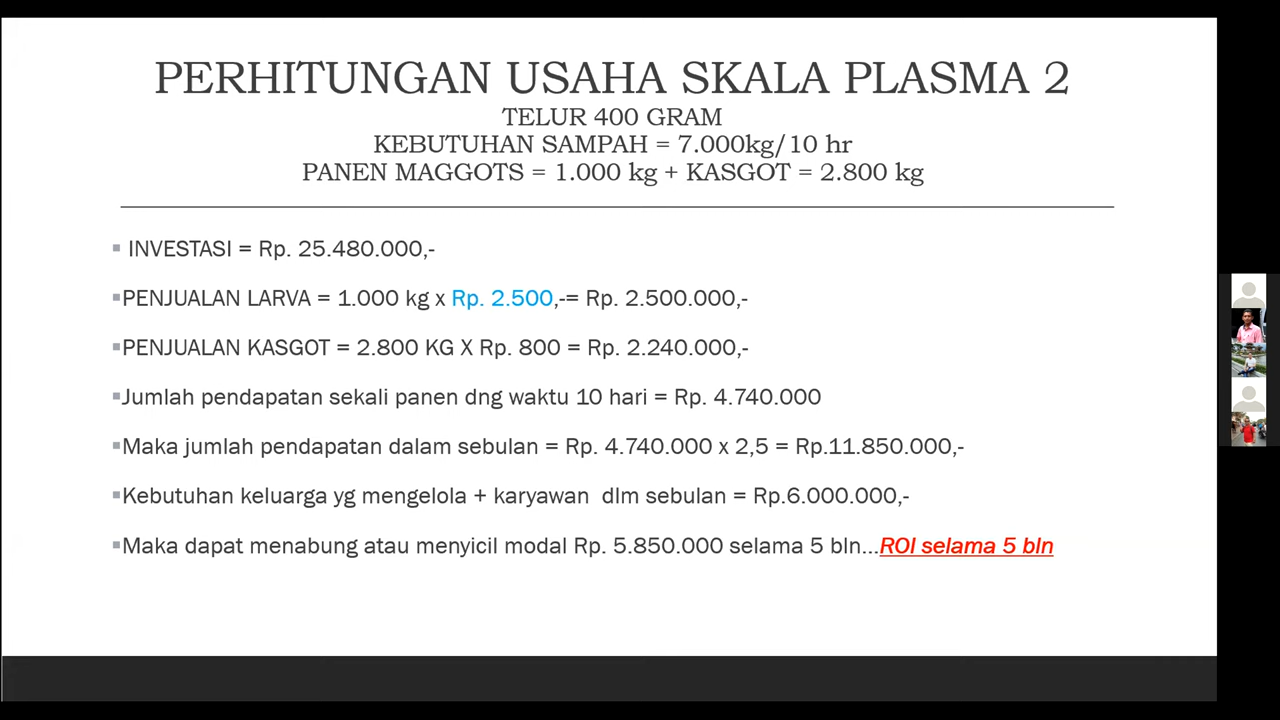 PERHITUNGAN USAHA SKALA PLASMA 2
TELUR 400 GRAM
KEBUTUHAN SAMPAH = 7.000kg/10 hr
PANEN MAGGOTS = 1.000 kg + KASGOT = 2.800 kg
INVESTASI = Rp. 25.480.000,-
PENJUALAN LARVA = 1.000 kg x Rp. 2.500,-= Rp. 2.500.000,-
PENJUALAN KASGOT = 2.800 KG X Rp. 800 = Rp. 2.240.000,-
Jumlah pendapatan sekali panen dng waktu 10 hari = Rp. 4.740.000
Maka jumlah pendapatan dalam sebulan = Rp. 4.740.000 x 2,5 = Rp.11.850.000,-
Kebutuhan keluarga yg mengelola + karyawan dlm sebulan = Rp.6.000.000,-
Maka dapat menabung atau menyicil modal Rp. 5.850.000 selama 5 bln...ROI selama 5 bln